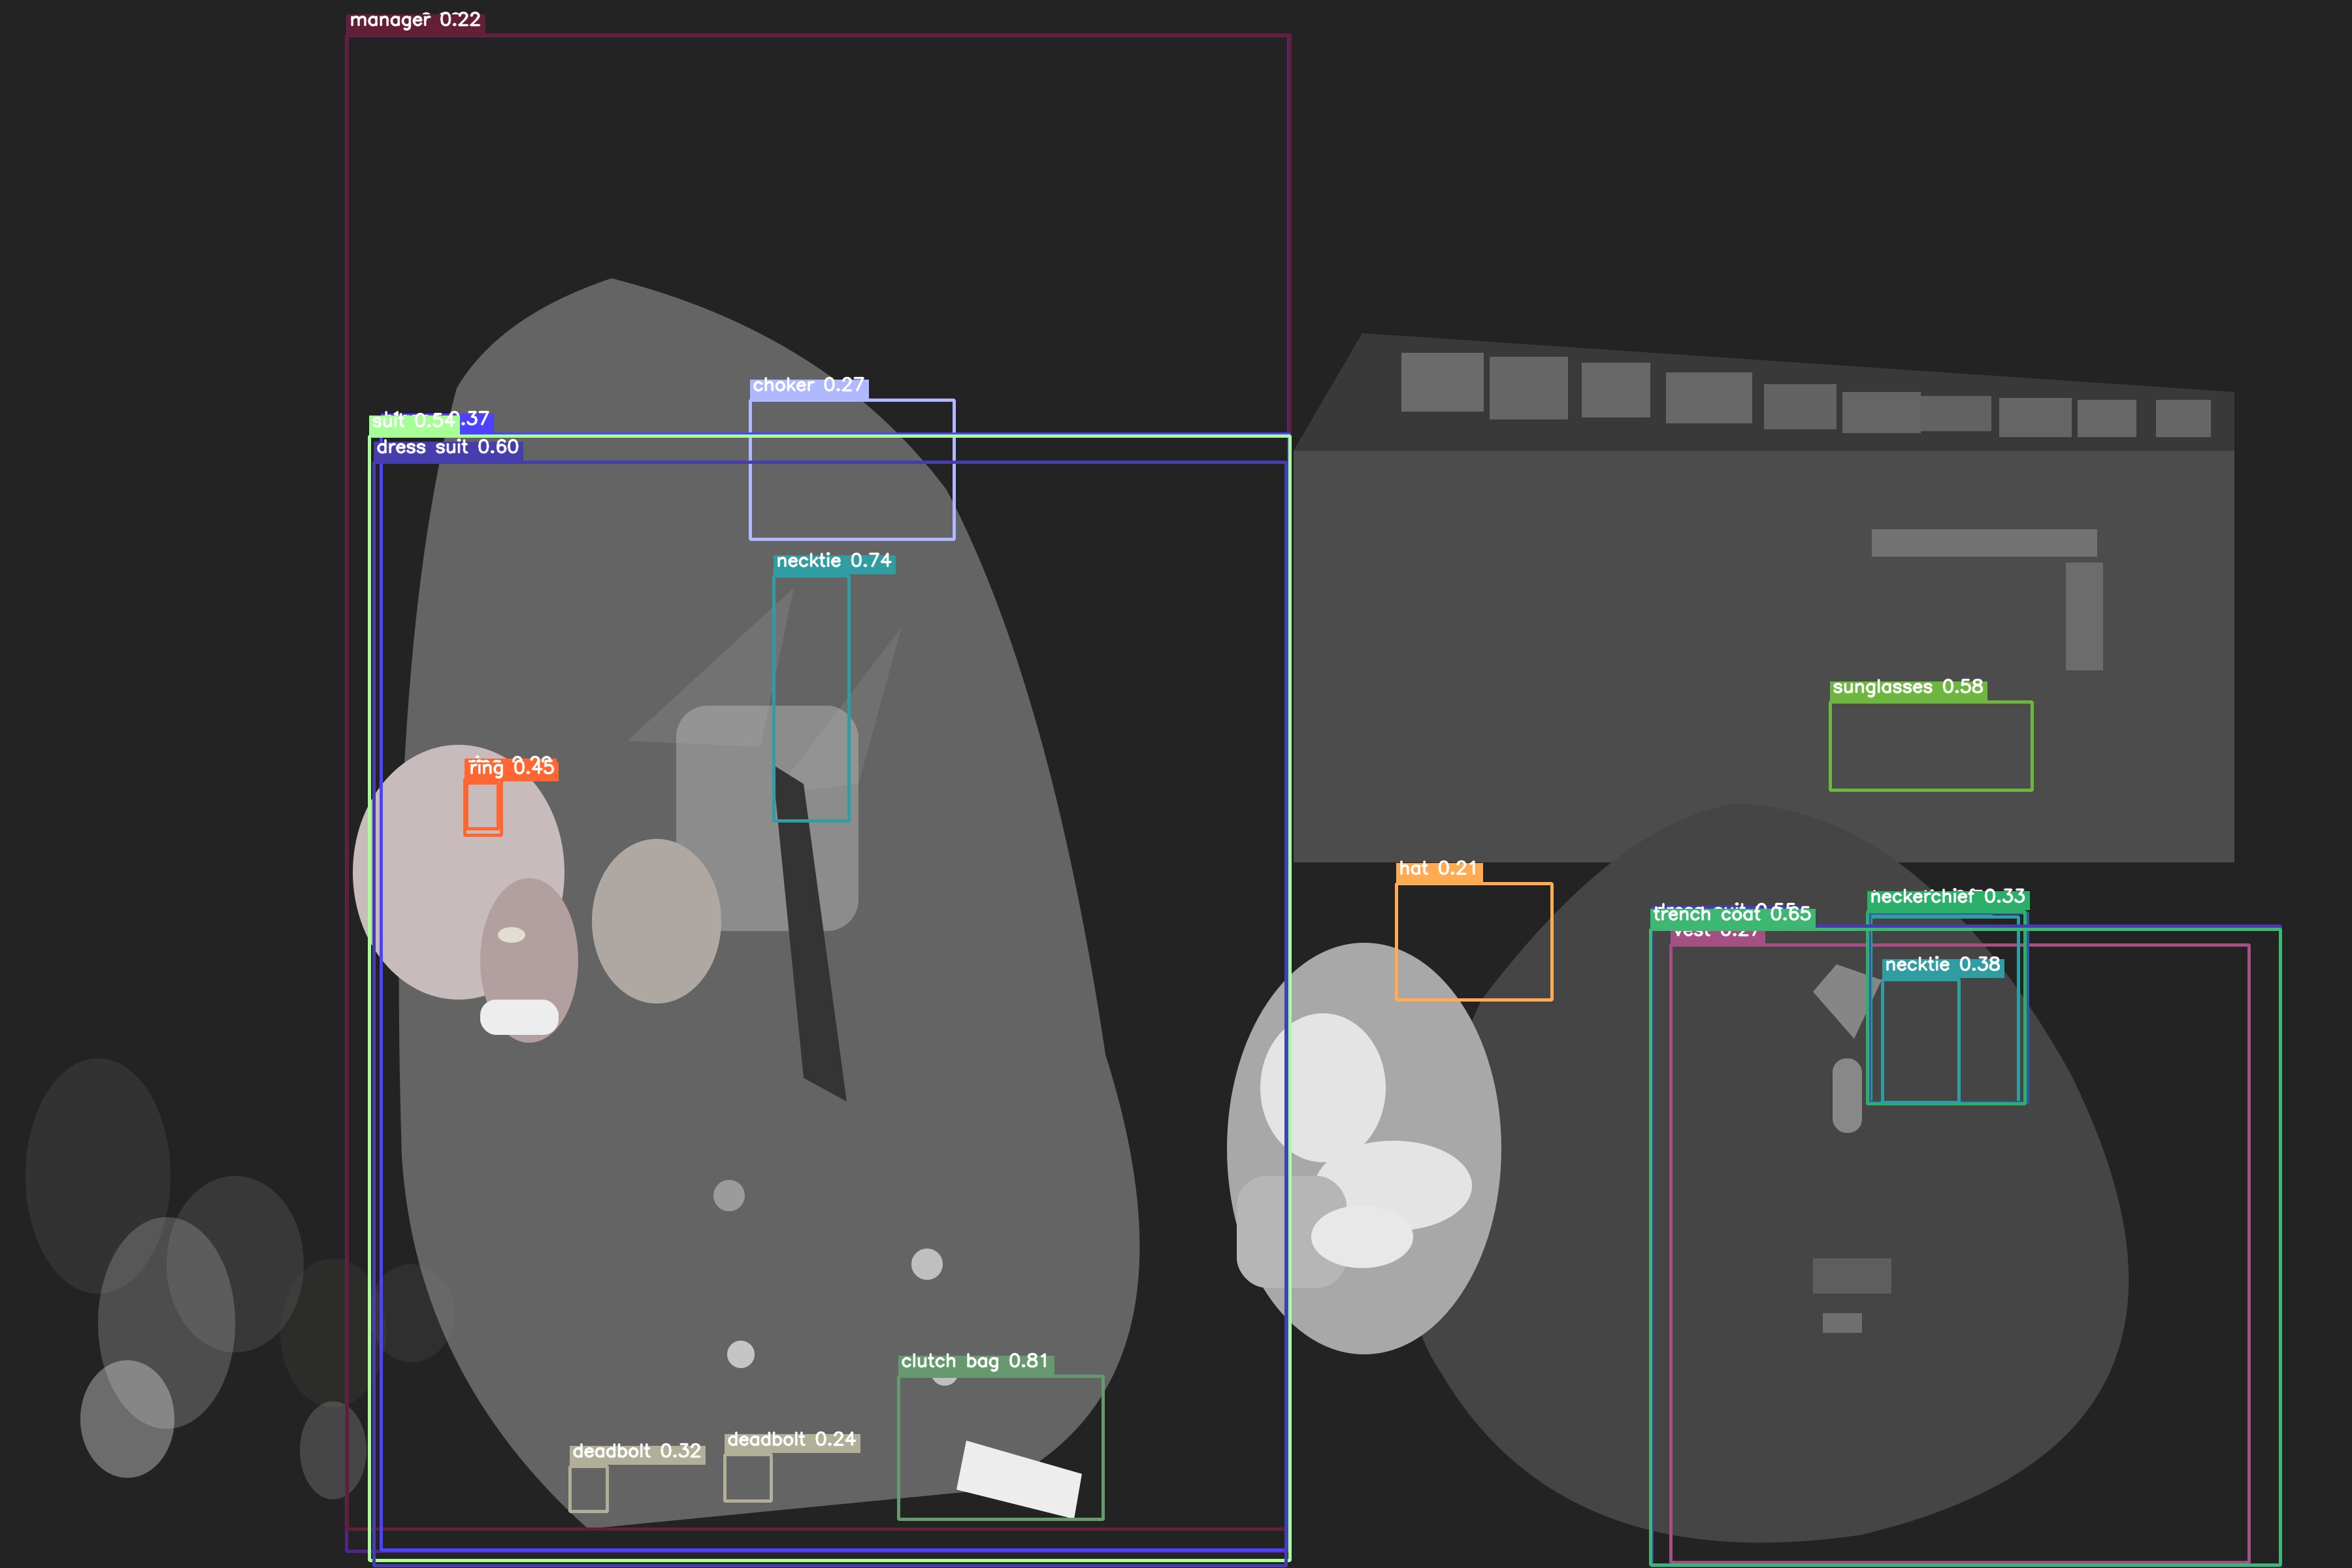 manager 0.22
choker 0.27
suit 0.54
.37
dress suit 0.60
necktie 0.74
sunglasses 0.58
ring 0.45
hat 0.21
neckerchief 0.33
trench coat 0.65
vest 0.27
necktie 0.38
clutch bag 0.81
deadbolt 0.24
deadbolt 0.32